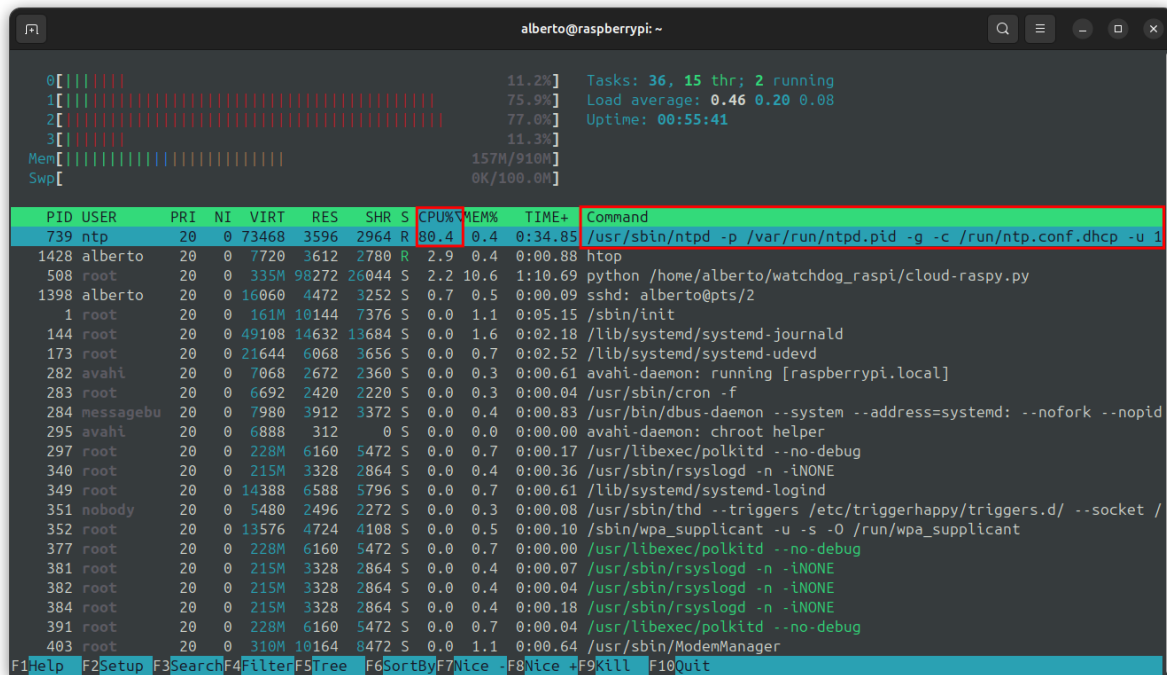 alberto@raspberrypi: ~
0[||||||| 11.2%] Tasks: 36, 15 thr; 2 running
1[||||||||||||||||||||||||||||||||||||||||| 75.9%] Load average: 0.46 0.20 0.08
2[|||||||||||||||||||||||||||||||||||||||||| 77.0%] Uptime: 00:55:41
3[||||||| 11.3%]
Mem[||||||||||||||||||||||||| 157M/910M]
Swp[ 0K/100.0M]
PID USER PRI NI VIRT RES SHR S CPU%▽MEM% TIME+ Command
739 ntp 20 0 73468 3596 2964 R 80.4 0.4 0:34.85 /usr/sbin/ntpd -p /var/run/ntpd.pid -g -c /run/ntp.conf.dhcp -u 1
1428 alberto 20 0 7720 3612 2780 R 2.9 0.4 0:00.88 htop
508 root 20 0 335M 98272 26044 S 2.2 10.6 1:10.69 python /home/alberto/watchdog_raspi/cloud-raspy.py
1398 alberto 20 0 16060 4472 3252 S 0.7 0.5 0:00.09 sshd: alberto@pts/2
1 root 20 0 161M 10144 7376 S 0.0 1.1 0:05.15 /sbin/init
144 root 20 0 49108 14632 13684 S 0.0 1.6 0:02.18 /lib/systemd/systemd-journald
173 root 20 0 21644 6068 3656 S 0.0 0.7 0:02.52 /lib/systemd/systemd-udevd
282 avahi 20 0 7068 2672 2360 S 0.0 0.3 0:00.61 avahi-daemon: running [raspberrypi.local]
283 root 20 0 6692 2420 2220 S 0.0 0.3 0:00.04 /usr/sbin/cron -f
284 messagebu 20 0 7980 3912 3372 S 0.0 0.4 0:00.83 /usr/bin/dbus-daemon --system --address=systemd: --nofork --nopid
295 avahi 20 0 6888 312 0 S 0.0 0.0 0:00.00 avahi-daemon: chroot helper
297 root 20 0 228M 6160 5472 S 0.0 0.7 0:00.17 /usr/libexec/polkitd --no-debug
340 root 20 0 215M 3328 2864 S 0.0 0.4 0:00.36 /usr/sbin/rsyslogd -n -iNONE
349 root 20 0 14388 6588 5796 S 0.0 0.7 0:00.61 /lib/systemd/systemd-logind
351 nobody 20 0 5480 2496 2272 S 0.0 0.3 0:00.08 /usr/sbin/thd --triggers /etc/triggerhappy/triggers.d/ --socket /
352 root 20 0 13576 4724 4108 S 0.0 0.5 0:00.10 /sbin/wpa_supplicant -u -s -O /run/wpa_supplicant
377 root 20 0 228M 6160 5472 S 0.0 0.7 0:00.00 /usr/libexec/polkitd --no-debug
381 root 20 0 215M 3328 2864 S 0.0 0.4 0:00.07 /usr/sbin/rsyslogd -n -iNONE
382 root 20 0 215M 3328 2864 S 0.0 0.4 0:00.04 /usr/sbin/rsyslogd -n -iNONE
384 root 20 0 215M 3328 2864 S 0.0 0.4 0:00.18 /usr/sbin/rsyslogd -n -iNONE
391 root 20 0 228M 6160 5472 S 0.0 0.7 0:00.04 /usr/libexec/polkitd --no-debug
403 root 20 0 310M 10164 8472 S 0.0 1.1 0:00.64 /usr/sbin/ModemManager
F1Help F2Setup F3SearchF4FilterF5Tree F6SortByF7Nice -F8Nice +F9Kill F10Quit